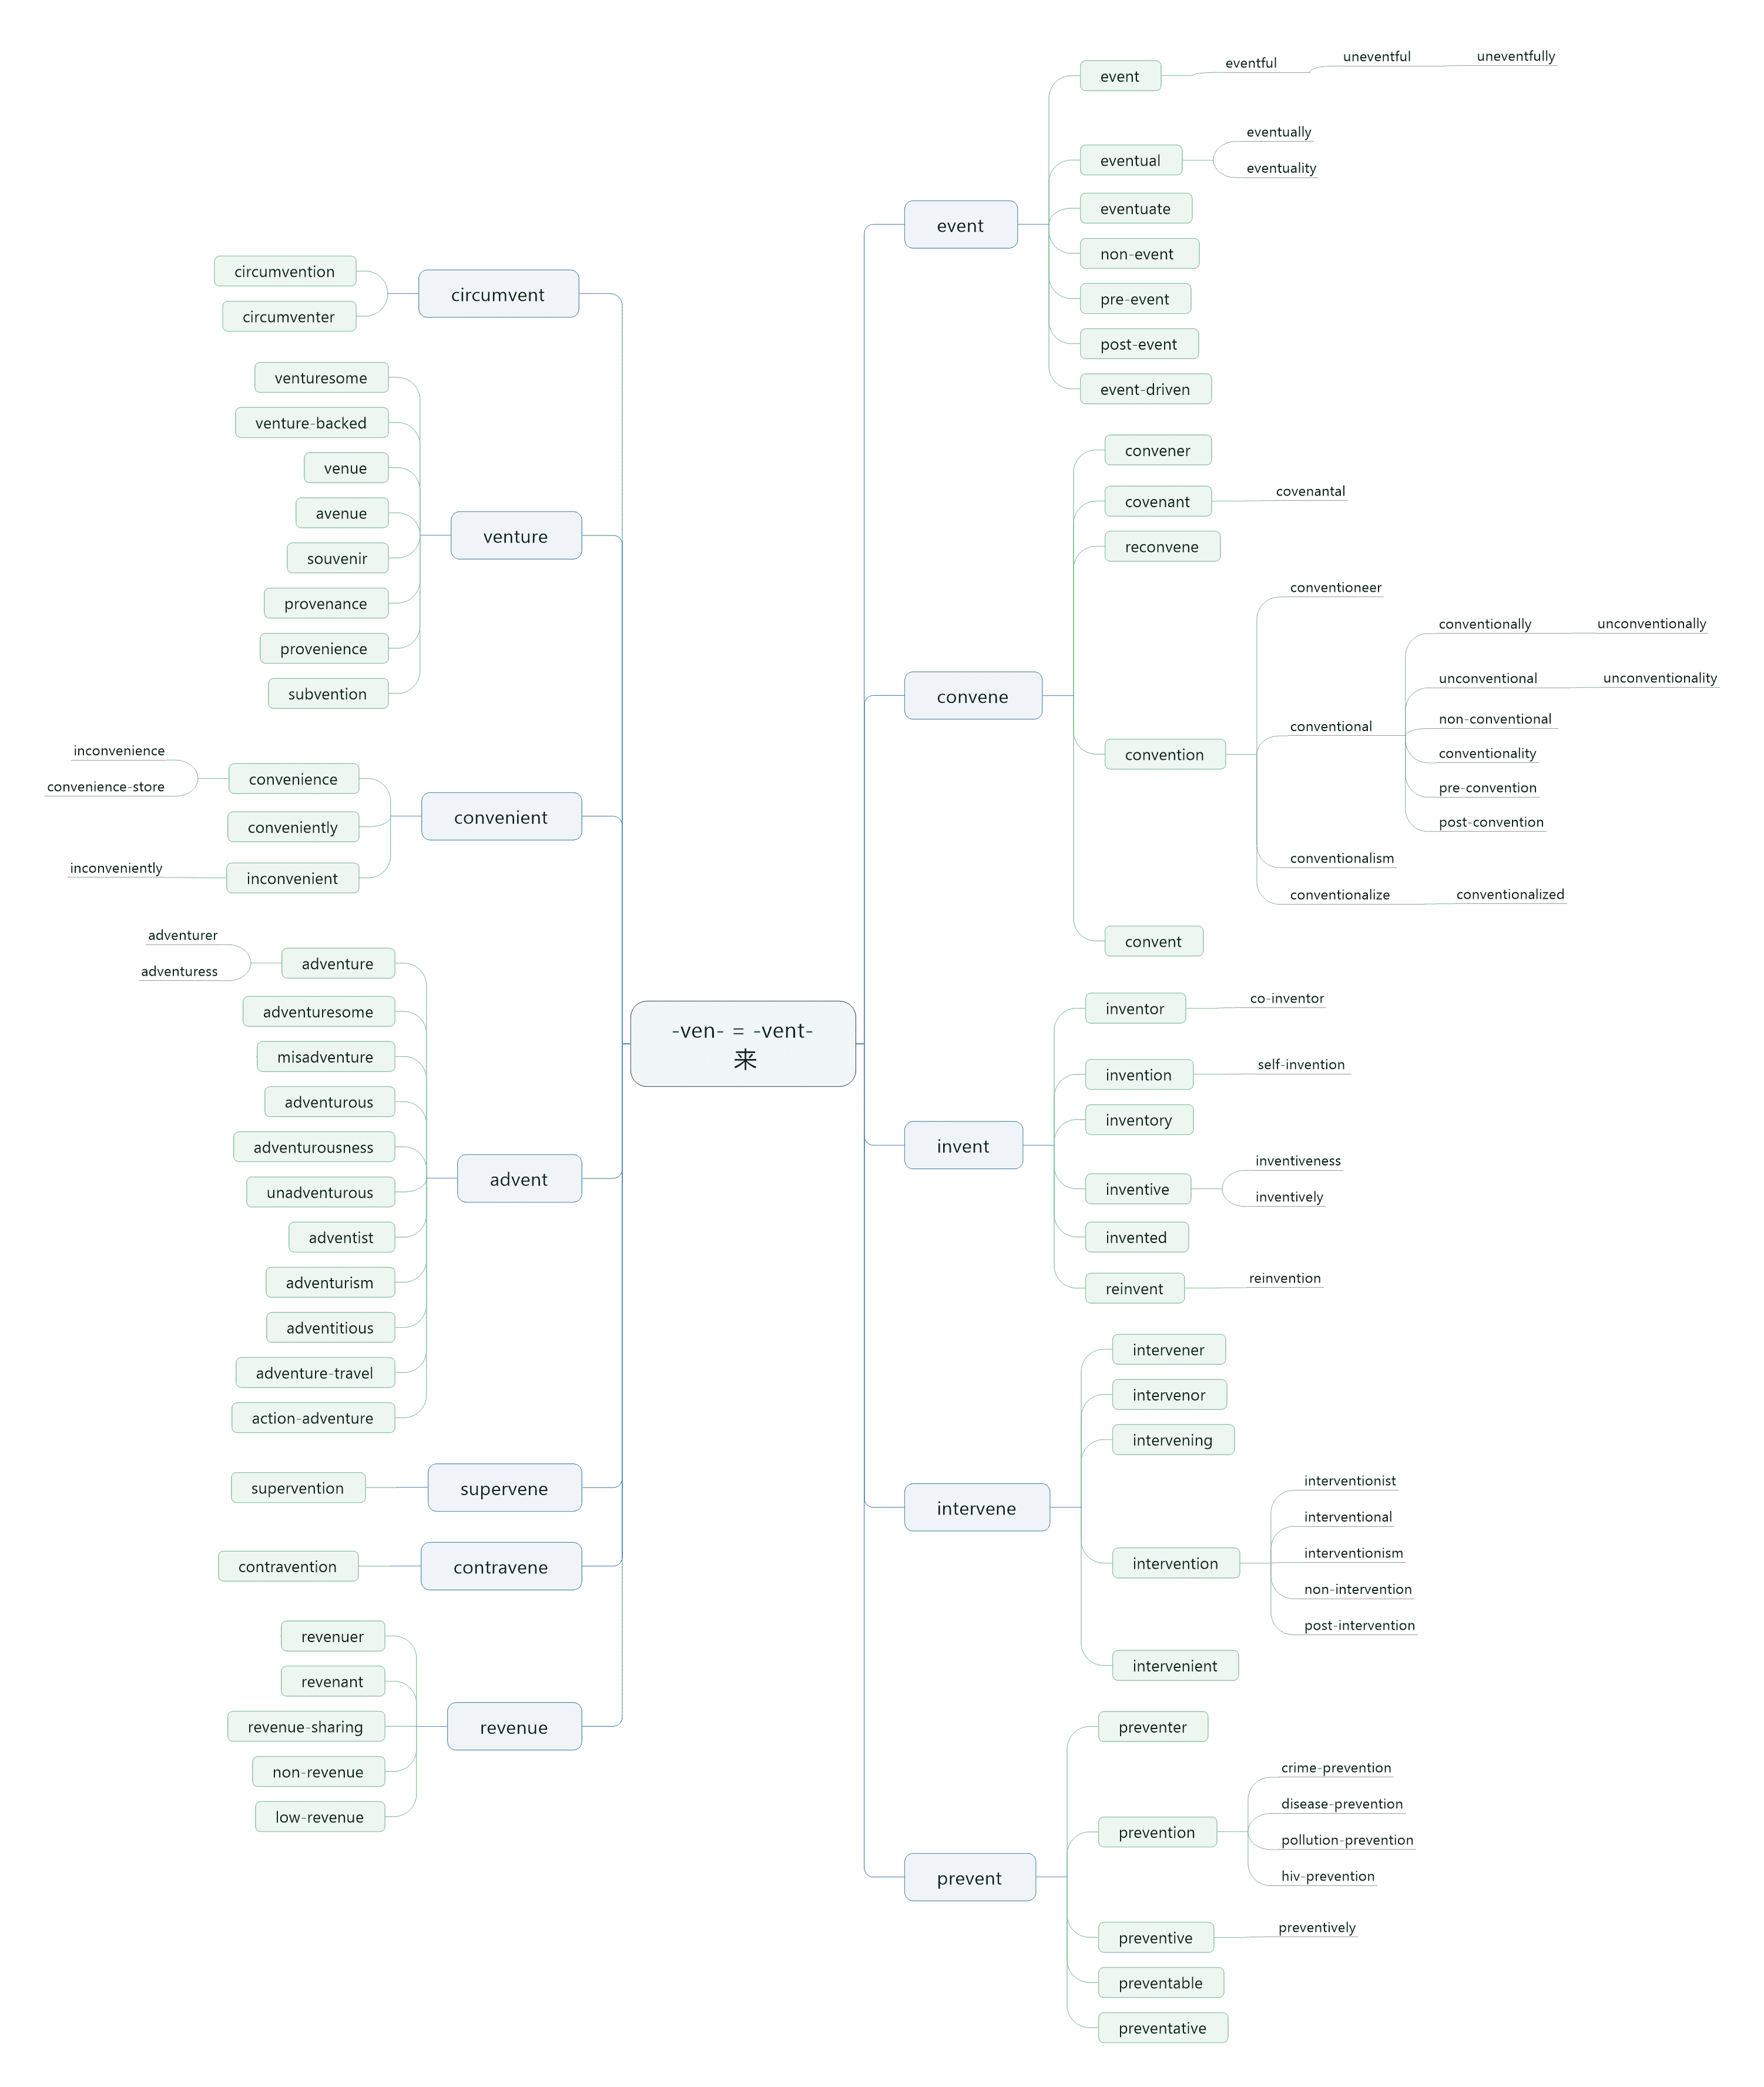 -ven- = -vent-
来
event
event
eventful
uneventful
uneventfully
eventual
eventually
eventuality
eventuate
non-event
pre-event
post-event
event-driven
convene
convener
covenant
covenantal
reconvene
convention
conventioneer
conventional
conventionally
unconventionally
unconventional
unconventionality
non-conventional
conventionality
pre-convention
post-convention
conventionalism
conventionalize
conventionalized
convent
invent
inventor
co-inventor
invention
self-invention
inventory
inventive
inventiveness
inventively
invented
reinvent
reinvention
intervene
intervener
intervenor
intervening
intervention
interventionist
interventional
interventionism
non-intervention
post-intervention
intervenient
prevent
preventer
prevention
crime-prevention
disease-prevention
pollution-prevention
hiv-prevention
preventive
preventively
preventable
preventative
circumvent
circumvention
circumventer
venture
venturesome
venture-backed
venue
avenue
souvenir
provenance
provenience
subvention
convenient
convenience
inconvenience
convenience-store
conveniently
inconvenient
inconveniently
advent
adventure
adventurer
adventuress
adventuresome
misadventure
adventurous
adventurousness
unadventurous
adventist
adventurism
adventitious
adventure-travel
action-adventure
supervene
supervention
contravene
contravention
revenue
revenuer
revenant
revenue-sharing
non-revenue
low-revenue